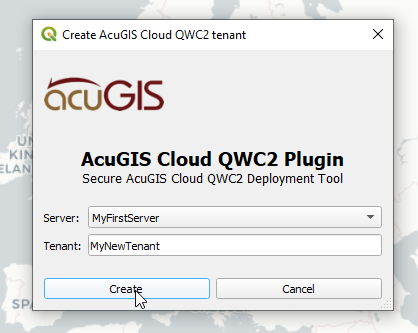 Create AcuGIS Cloud QWC2 tenant
acuGIS
AcuGIS Cloud QWC2 Plugin
Secure AcuGIS Cloud QWC2 Deployment Tool
Server: MyFirstServer
Tenant: MyNewTenant
Create Cancel